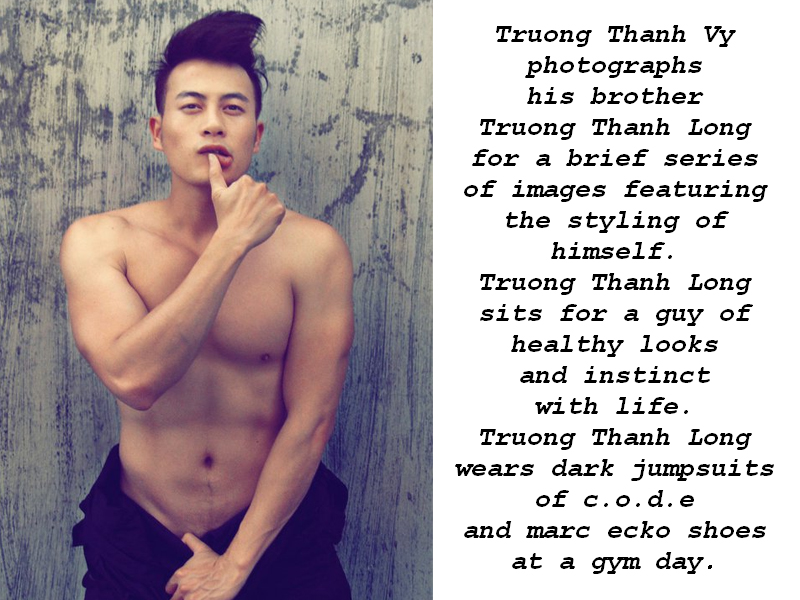 Truong Thanh Vy
photographs
his brother
Truong Thanh Long
for a brief series
of images featuring
the styling of
himself.
Truong Thanh Long
sits for a guy of
healthy looks
and instinct
with life.
Truong Thanh Long
wears dark jumpsuits
of c.o.d.e
and marc ecko shoes
at a gym day.